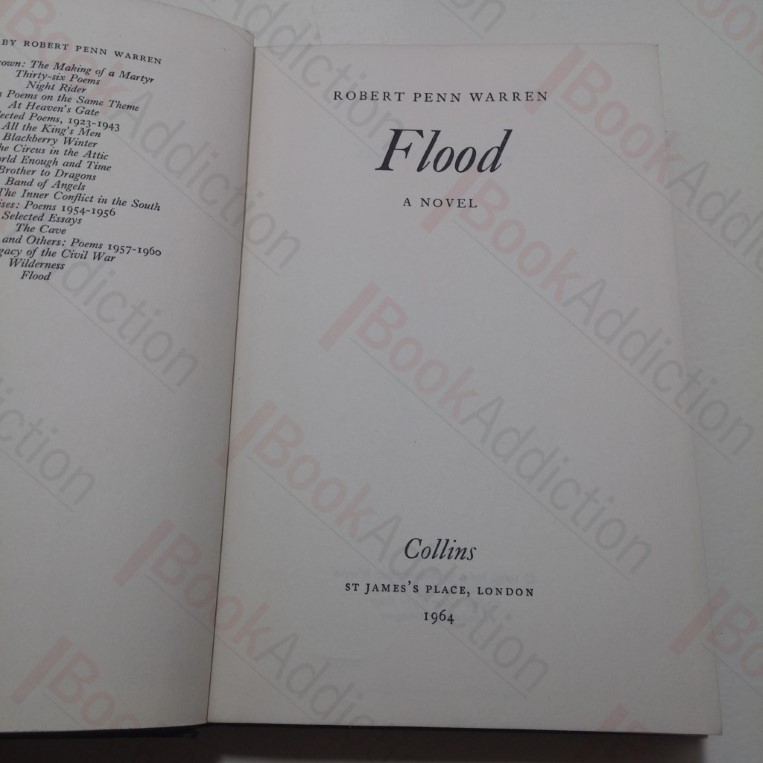 BY ROBERT PENN WARREN
own: The Making of a Martyr
Thirty-six Poems
Night Rider
Poems on the Same Theme
At Heaven's Gate
ected Poems, 1923-1943
All the King's Men
Blackberry Winter
he Circus in the Attic
orld Enough and Time
Brother to Dragons
Band of Angels
The Inner Conflict in the South
ises: Poems 1954-1956
Selected Essays
The Cave
and Others: Poems 1957-1960
gacy of the Civil War
Wilderness
Flood
ROBERT PENN WARREN
Flood
A NOVEL
Collins
ST JAMES'S PLACE, LONDON
1964
BookAddiction